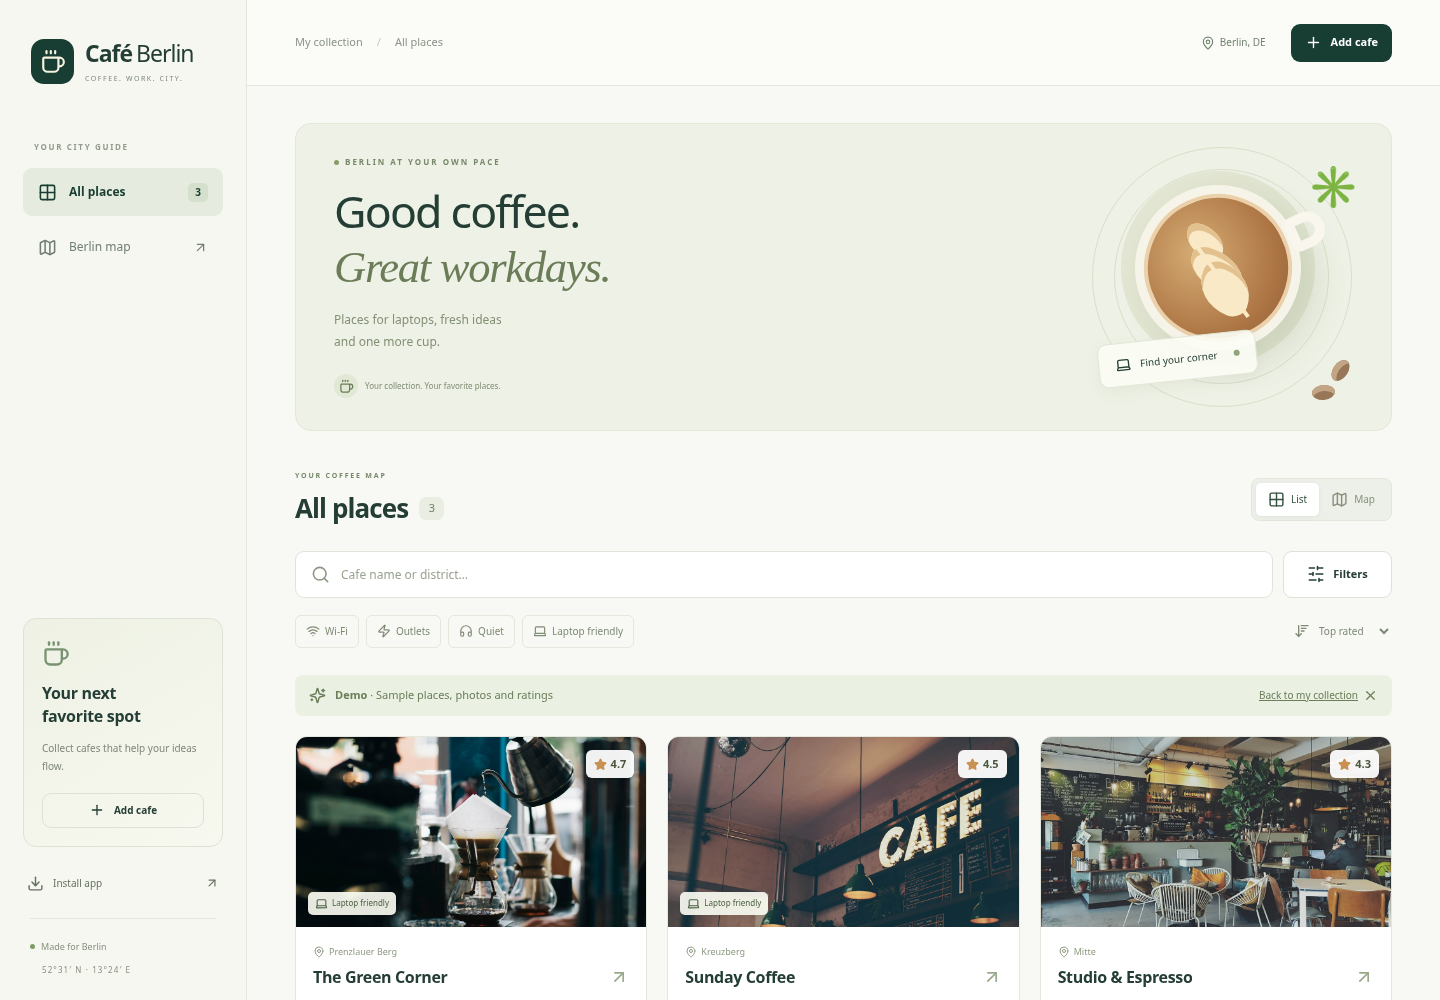 Café Berlin
COFFEE. WORK. CITY.
YOUR CITY GUIDE
All places 3
Berlin map
Your next
favorite spot
Collect cafes that help your ideas
flow.
Add cafe
Install app
Made for Berlin
52°31′ N · 13°24′ E
My collection / All places
Berlin, DE
Add cafe
BERLIN AT YOUR OWN PACE
Good coffee.
Great workdays.
Places for laptops, fresh ideas
and one more cup.
Your collection. Your favorite places.
Find your corner
YOUR COFFEE MAP
All places 3
List
Map
Cafe name or district...
Filters
Wi-Fi
Outlets
Quiet
Laptop friendly
Top rated
Demo · Sample places, photos and ratings
Back to my collection
4.7
Laptop friendly
Prenzlauer Berg
The Green Corner
4.5
CAFE
Laptop friendly
Kreuzberg
Sunday Coffee
4.3
Mitte
Studio & Espresso